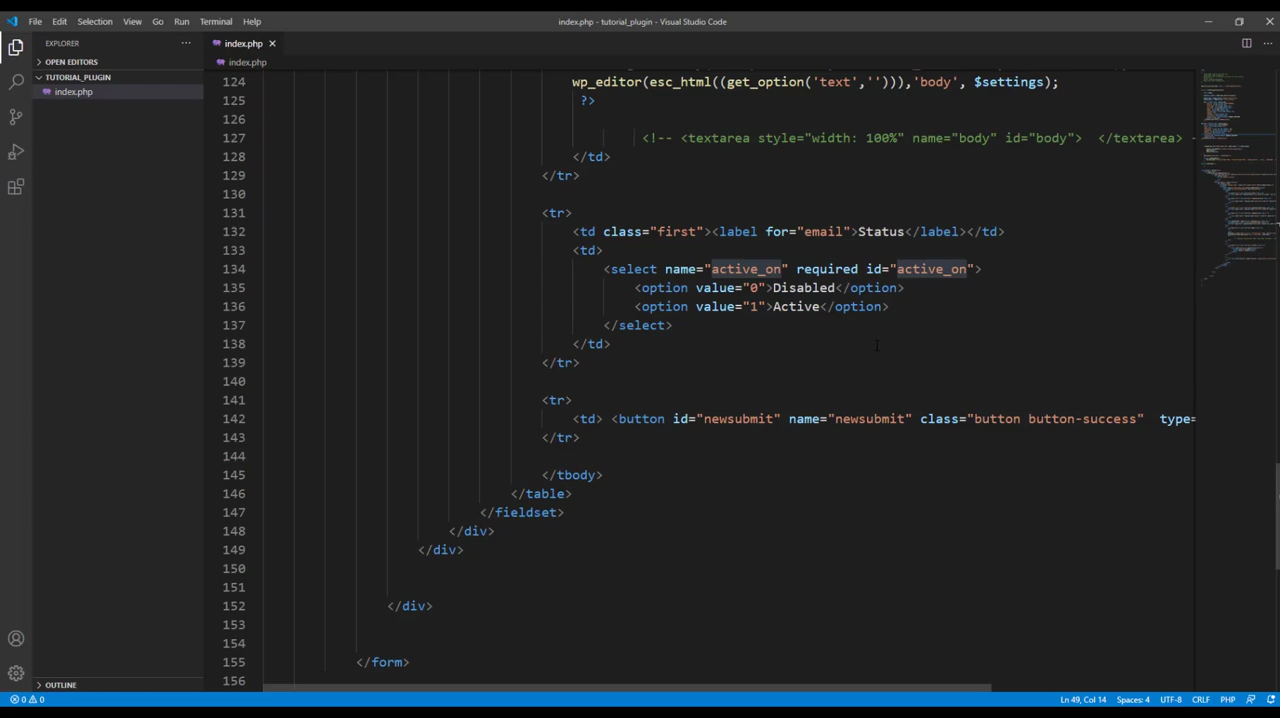 File Edit Selection View Go Run Terminal Help
index.php - tutorial_plugin - Visual Studio Code
EXPLORER
OPEN EDITORS
TUTORIAL_PLUGIN
index.php
index.php
index.php
124 wp_editor(esc_html((get_option('text',''))),'body', $settings);
125 ?>
126
127 <!-- <textarea style="width: 100%" name="body" id="body"> </textarea>
128 </td>
129 </tr>
130
131 <tr>
132 <td class="first"><label for="email">Status</label></td>
133 <td>
134 <select name="active_on" required id="active_on">
135 <option value="0">Disabled</option>
136 <option value="1">Active</option>
137 </select>
138 </td>
139 </tr>
140
141 <tr>
142 <td> <button id="newsubmit" name="newsubmit" class="button button-success" type=
143 </tr>
144
145 </tbody>
146 </table>
147 </fieldset>
148 </div>
149 </div>
150
151
152 </div>
153
154
155 </form>
156
OUTLINE
0 0 Ln 49, Col 14 Spaces: 4 UTF-8 CRLF PHP